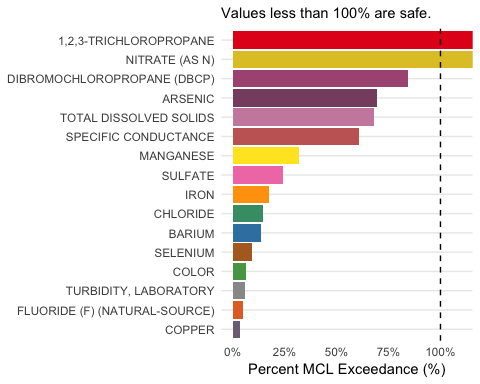 Values less than 100% are safe.
1,2,3-TRICHLOROPROPANE
NITRATE (AS N)
DIBROMOCHLOROPROPANE (DBCP)
ARSENIC
TOTAL DISSOLVED SOLIDS
SPECIFIC CONDUCTANCE
MANGANESE
SULFATE
IRON
CHLORIDE
BARIUM
SELENIUM
COLOR
TURBIDITY, LABORATORY
FLUORIDE (F) (NATURAL-SOURCE)
COPPER
0% 25% 50% 75% 100%
Percent MCL Exceedance (%)